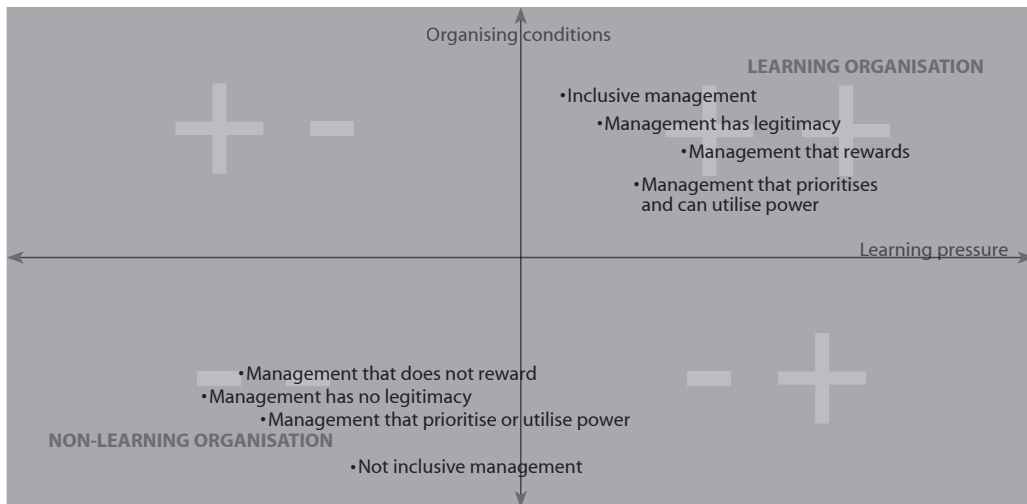 Organising conditions
LEARNING ORGANISATION
•Inclusive management
•Management has legitimacy
•Management that rewards
•Management that prioritises
and can utilise power
Learning pressure
•Management that does not reward
•Management has no legitimacy
•Management that prioritise or utilise power
NON-LEARNING ORGANISATION
•Not inclusive management